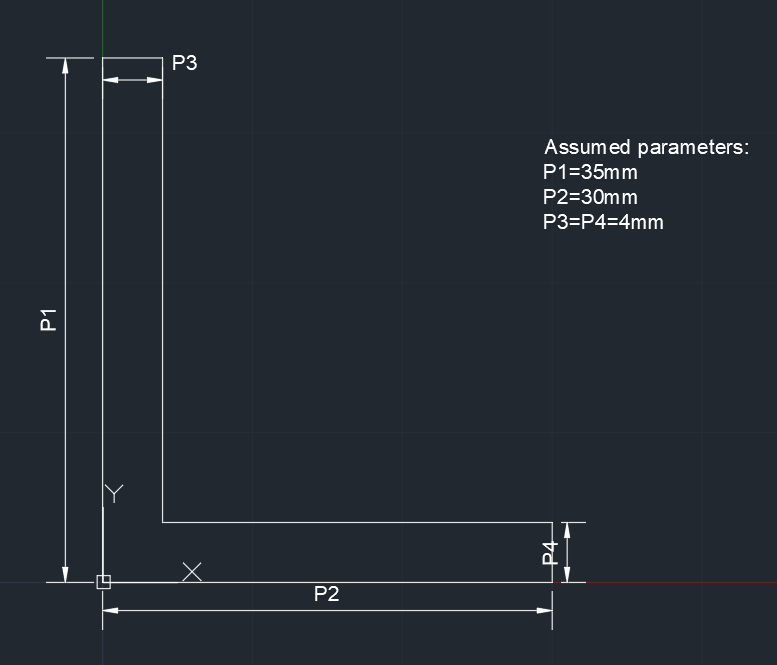 P3
Assumed parameters:
P1=35mm
P2=30mm
P3=P4=4mm
P1
Y
X
P4
P2